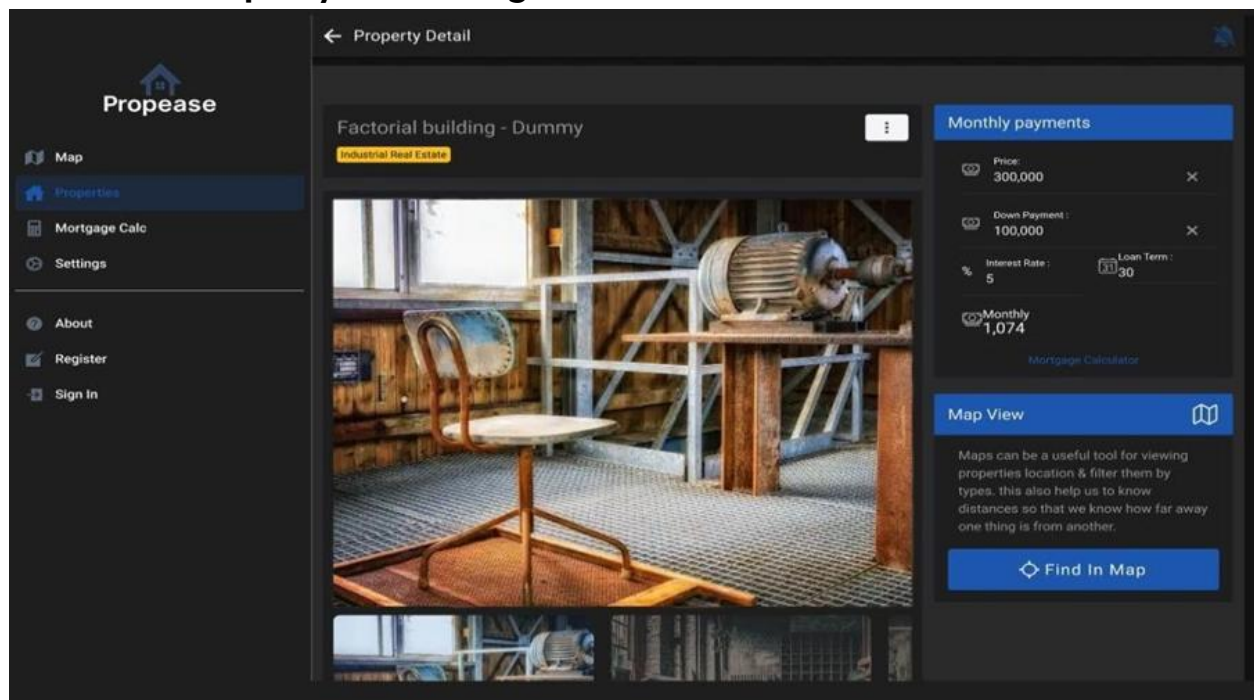 Property Detail
Propease
Map
Properties
Mortgage Calc
Settings
About
Register
Sign In
Factorial building - Dummy
Industrial Real Estate
Monthly payments
Price:
300,000
Down Payment :
100,000
Interest Rate :
% 5
Loan Term :
31 30
Monthly
1,074
Mortgage Calculator
Map View
Maps can be a useful tool for viewing
properties location & filter them by
types. this also help us to know
distances so that we know how far away
one thing is from another.
Find In Map